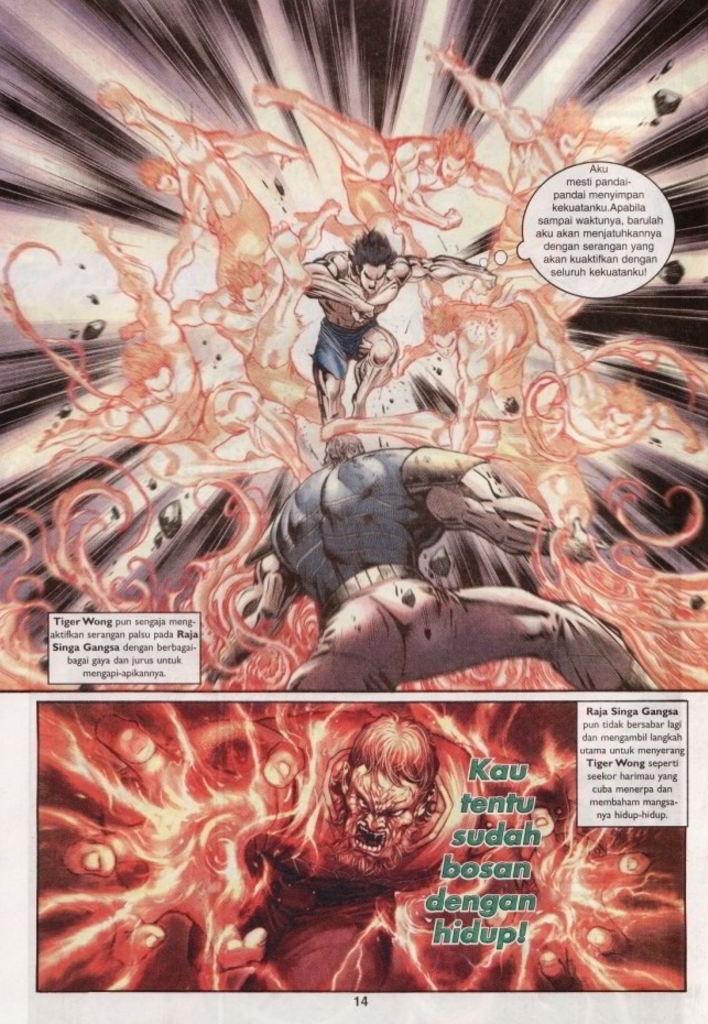 Aku
mesti pandai-
pandai menyimpan
kekuatanku.Apabila
sampai waktunya, barulah
aku akan menjatuhkannya
dengan serangan yang
akan kuaktifkan dengan
seluruh kekuatanku!
Tiger Wong pun sengaja meng-
aktifkan serangan palsu pada Raja
Singa Gangsa dengan berbagai-
bagai gaya dan jurus untuk
mengapi-apikannya.
Raja Singa Gangsa
pun tidak bersabar lagi
dan mengambil langkah
utama untuk menyerang
Tiger Wong seperti
seekor harimau yang
cuba menerpa dan
membaham mangsa-
nya hidup-hidup.
Kau
tentu
sudah
bosan
dengan
hidup!
14